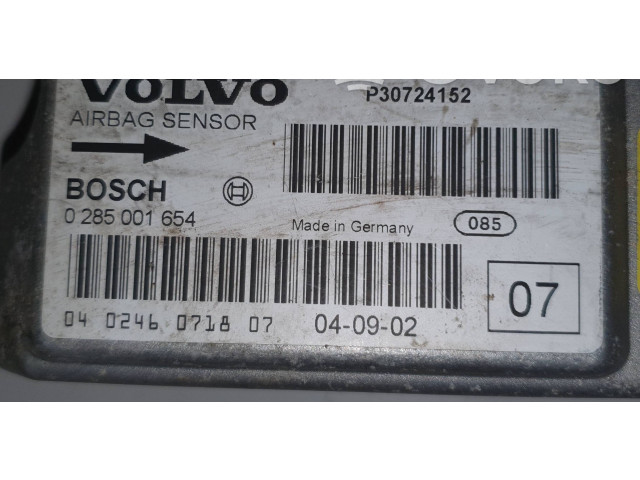 VOLVO P30724152
AIRBAG SENSOR
BOSCH
0 285 001 654
Made in Germany 085
07
04 0246 0718 07 04-09-02